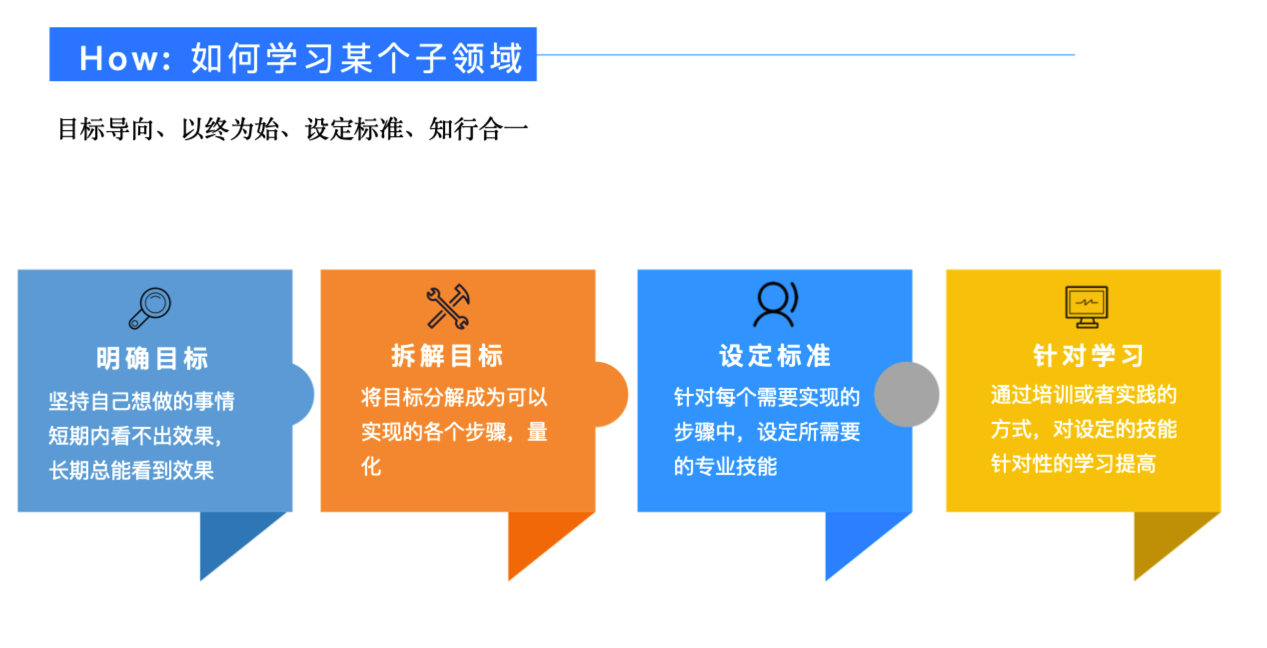 How: 如何学习某个子领域
目标导向、以终为始、设定标准、知行合一
明确目标
坚持自己想做的事情
短期内看不出效果，
长期总能看到效果
拆解目标
将目标分解成为可以
实现的各个步骤，量
化
设定标准
针对每个需要实现的
步骤中，设定所需要
的专业技能
针对学习
通过培训或者实践的
方式，对设定的技能
针对性的学习提高